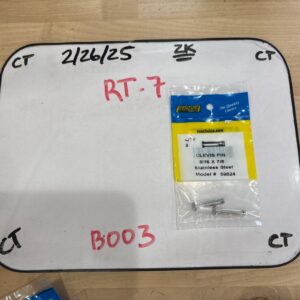 CT 2/26/25 ZK CT
RT-7
CLEVIS PIN
5/16 X 7/8
Stainless Steel
Model # 59824
CT B003 CT